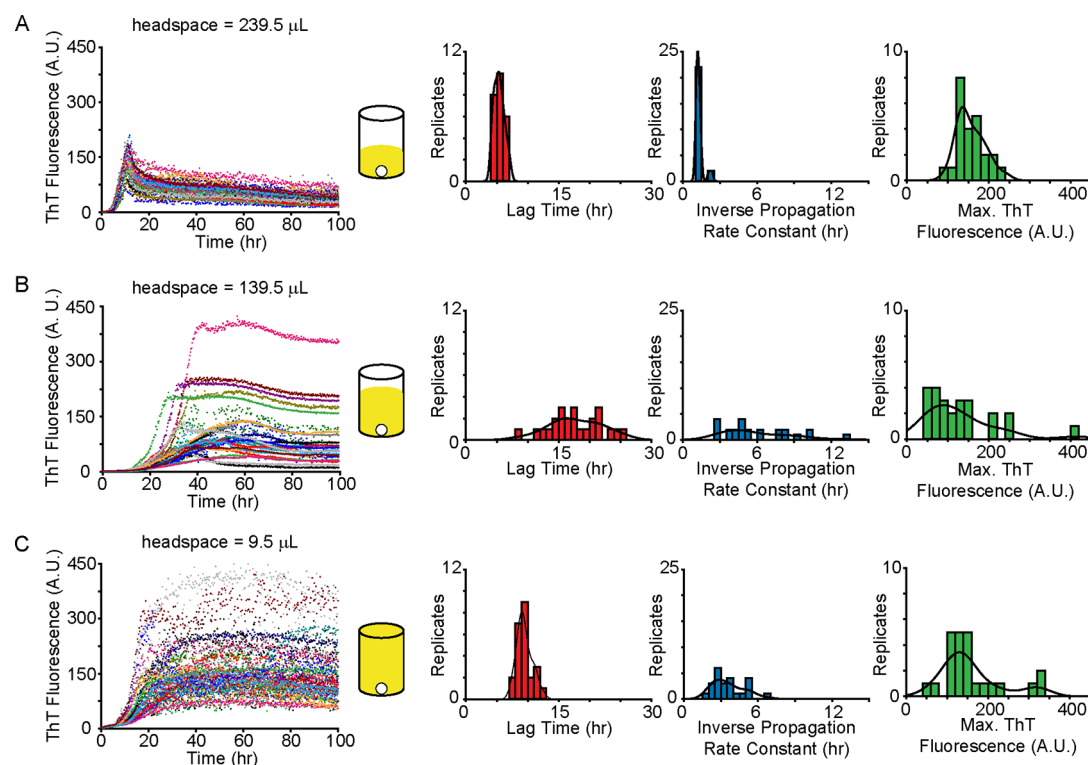 A
headspace = 239.5 μL
ThT Fluorescence (A.U.)
450
300
150
0
0 20 40 60 80 100
Time (hr)
Replicates
12
6
0
0 15 30
Lag Time (hr)
Replicates
25
0
0 6 12
Inverse Propagation
Rate Constant (hr)
Replicates
10
5
0
0 200 400
Max. ThT
Fluorescence (A.U.)
B
headspace = 139.5 μL
ThT Fluorescence (A. U.)
450
300
150
0
0 20 40 60 80 100
Time (hr)
Replicates
12
6
0
0 15 30
Lag Time (hr)
Replicates
25
0
0 6 12
Inverse Propagation
Rate Constant (hr)
Replicates
10
5
0
0 200 400
Max. ThT
Fluorescence (A.U.)
C
headspace = 9.5 μL
ThT Fluorescence (A.U.)
450
300
150
0
0 20 40 60 80 100
Time (hr)
Replicates
12
6
0
0 15 30
Lag Time (hr)
Replicates
25
0
0 6 12
Inverse Propagation
Rate Constant (hr)
Replicates
10
5
0
0 200 400
Max. ThT
Fluorescence (A.U.)